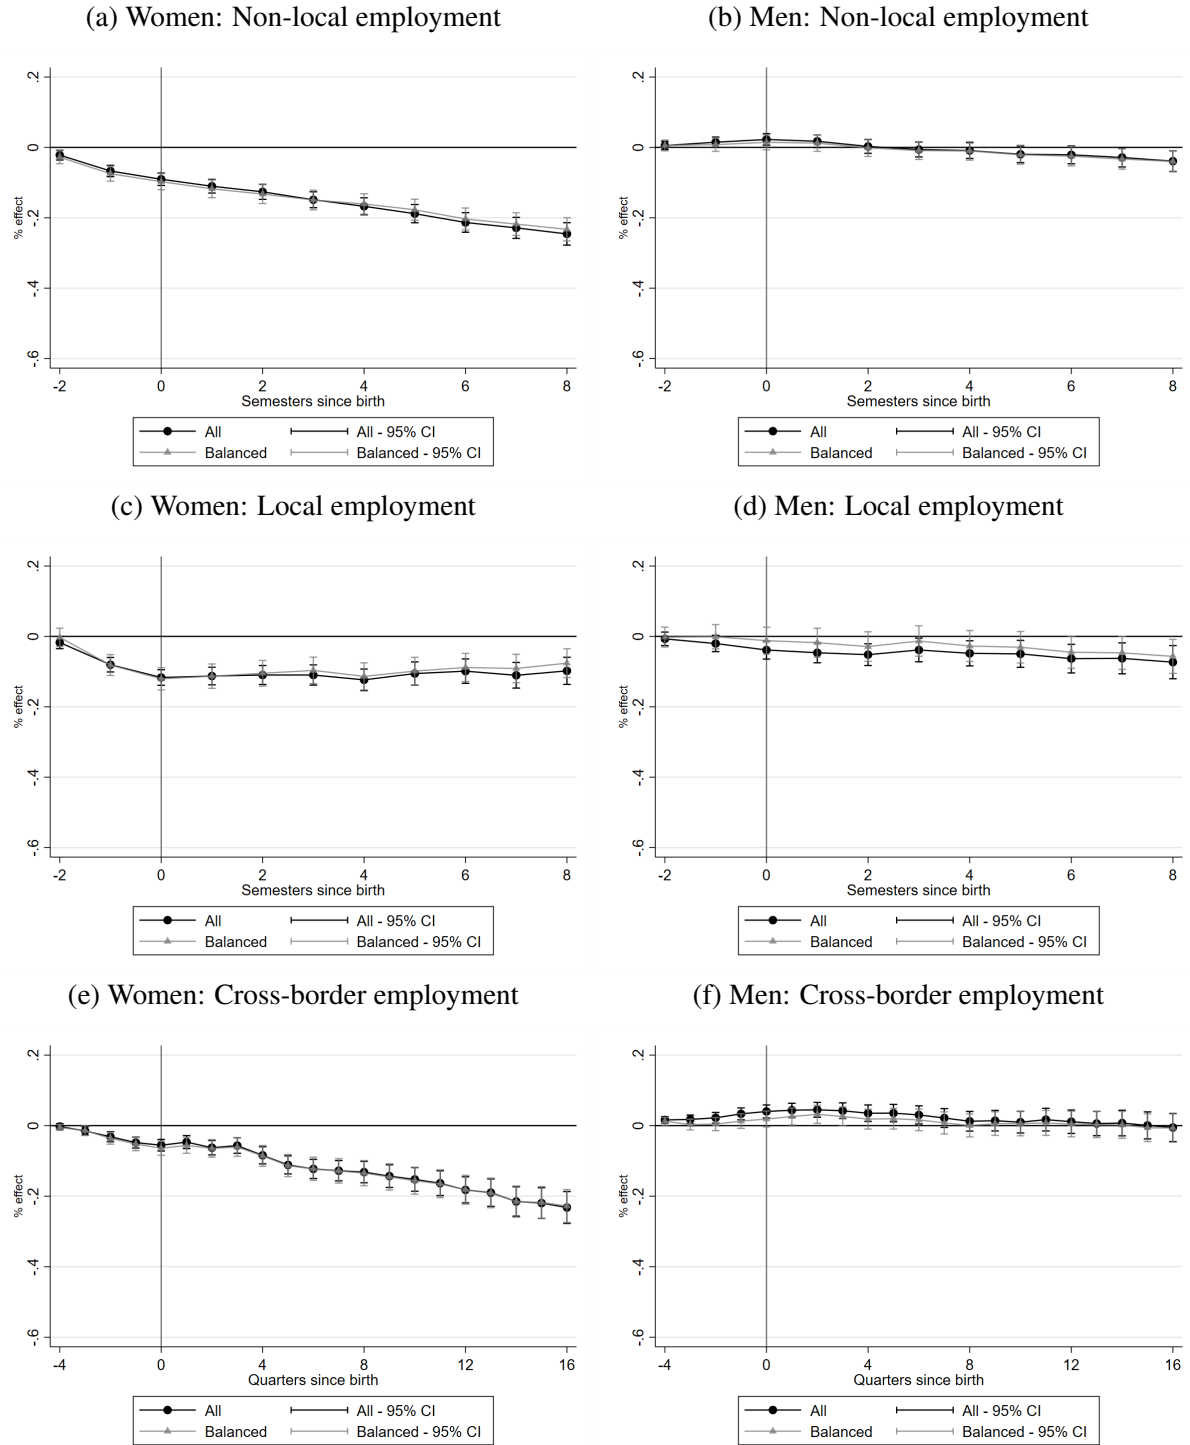 (a) Women: Non-local employment
.2
0
-.2
-.4
-.6
% effect
-2 0 2 4 6 8
Semesters since birth
All All - 95% CI
Balanced Balanced - 95% CI
(b) Men: Non-local employment
.2
0
-.2
-.4
-.6
% effect
-2 0 2 4 6 8
Semesters since birth
All All - 95% CI
Balanced Balanced - 95% CI
(c) Women: Local employment
.2
0
-.2
-.4
-.6
% effect
-2 0 2 4 6 8
Semesters since birth
All All - 95% CI
Balanced Balanced - 95% CI
(d) Men: Local employment
.2
0
-.2
-.4
-.6
% effect
-2 0 2 4 6 8
Semesters since birth
All All - 95% CI
Balanced Balanced - 95% CI
(e) Women: Cross-border employment
.2
0
-.2
-.4
-.6
% effect
-4 0 4 8 12 16
Quarters since birth
All All - 95% CI
Balanced Balanced - 95% CI
(f) Men: Cross-border employment
.2
0
-.2
-.4
-.6
% effect
-4 0 4 8 12 16
Quarters since birth
All All - 95% CI
Balanced Balanced - 95% CI